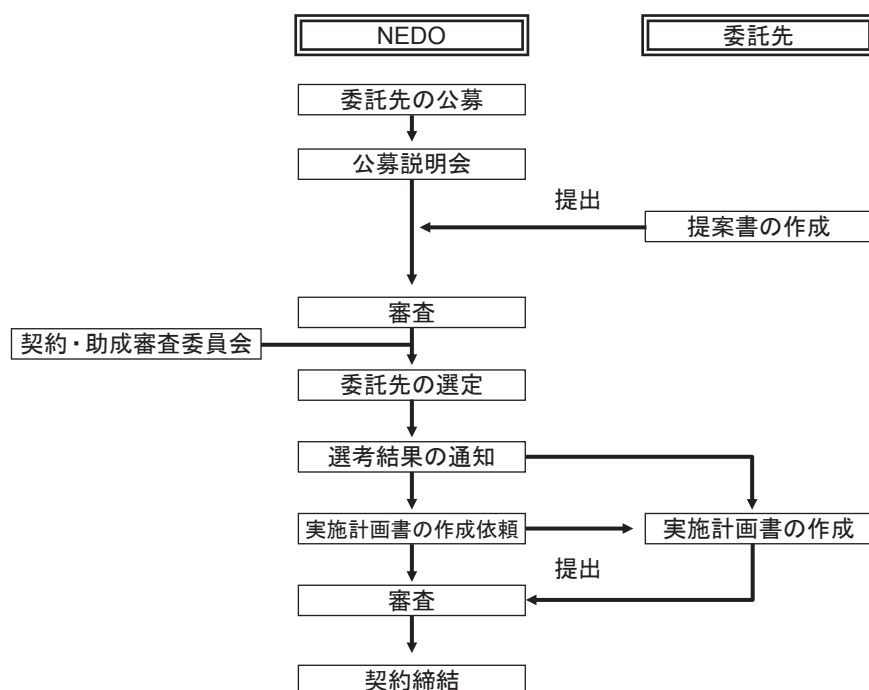 NEDO
委託先
委託先の公募
公募説明会
提出
提案書の作成
審査
契約・助成審査委員会
委託先の選定
選考結果の通知
実施計画書の作成依頼
実施計画書の作成
提出
審査
契約締結